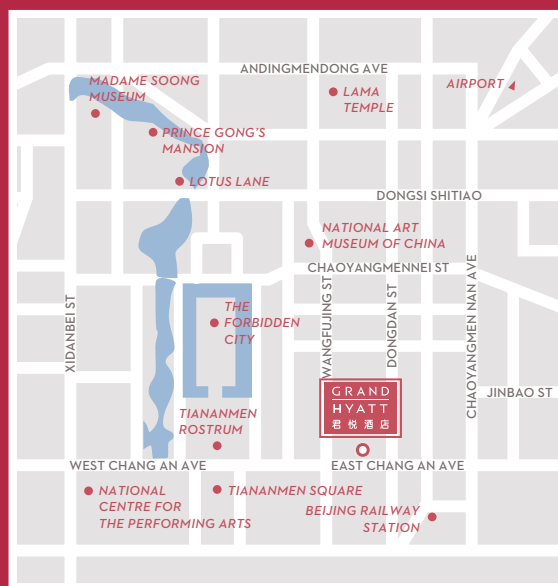 ANDINGMENDONG AVE
MADAME SOONG
MUSEUM
AIRPORT
LAMA
TEMPLE
PRINCE GONG'S
MANSION
LOTUS LANE
DONGSI SHITIAO
NATIONAL ART
MUSEUM OF CHINA
CHAOYANGMENNEI ST
XIDANBEI ST
THE
FORBIDDEN
CITY
WANGFUJING ST
DONGDAN ST
CHAOYANGMEN NAN AVE
GRAND
HYATT
君悦酒店
JINBAO ST
TIANANMEN
ROSTRUM
WEST CHANG AN AVE
EAST CHANG AN AVE
NATIONAL
CENTRE FOR
THE PERFORMING ARTS
TIANANMEN SQUARE
BEIJING RAILWAY
STATION